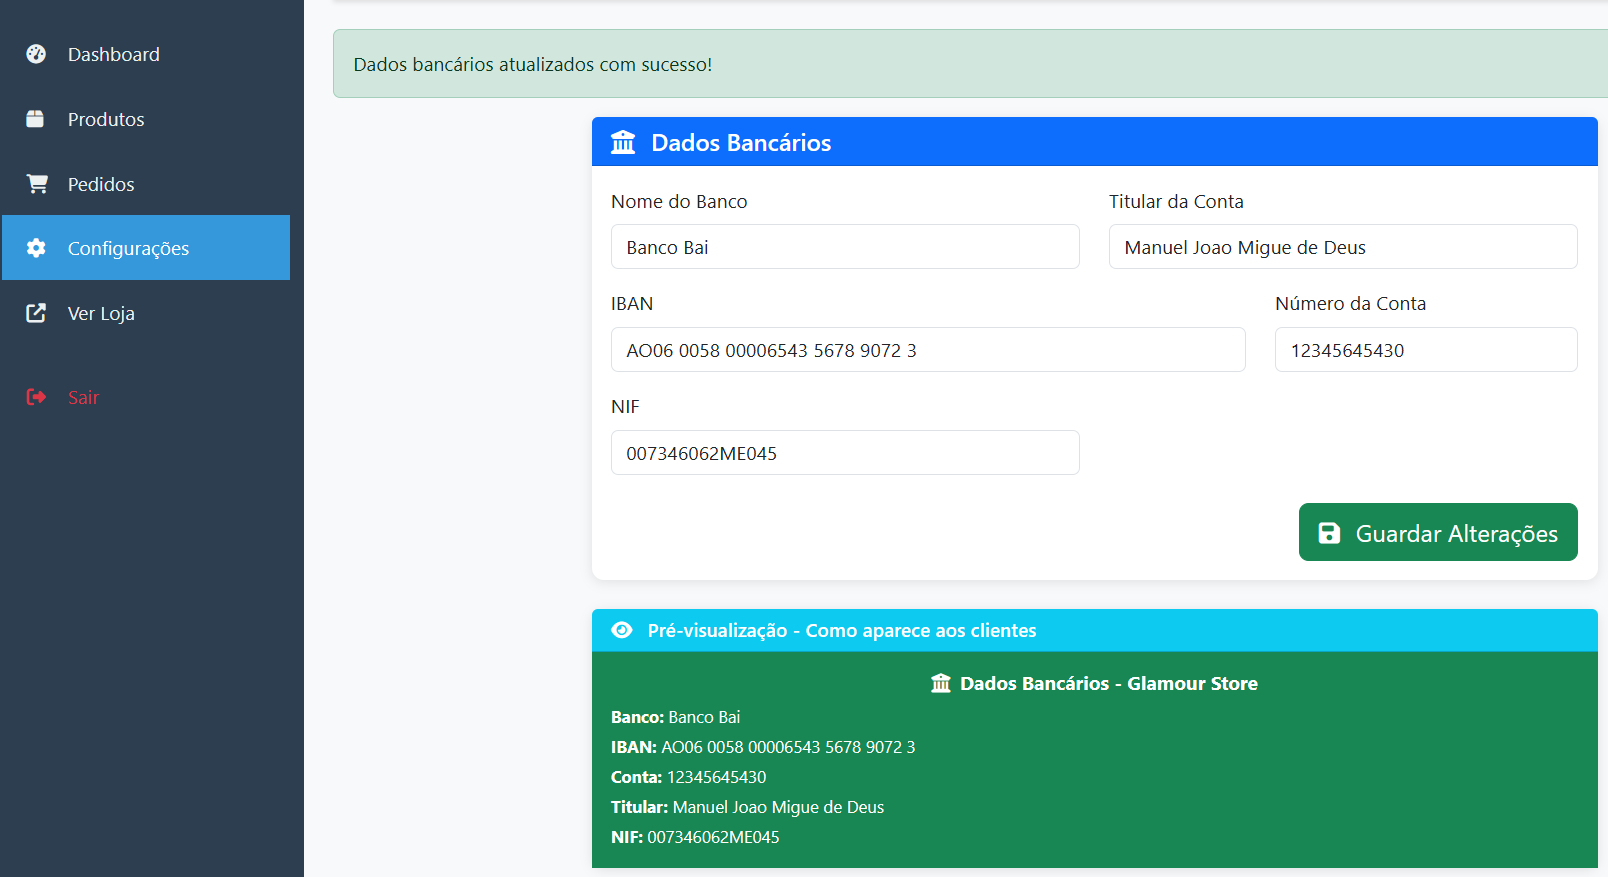 Dashboard
Produtos
Pedidos
Configurações
Ver Loja
Sair
Dados bancários atualizados com sucesso!
Dados Bancários
Nome do Banco
Banco Bai
Titular da Conta
Manuel Joao Migue de Deus
IBAN
AO06 0058 00006543 5678 9072 3
Número da Conta
12345645430
NIF
007346062ME045
Guardar Alterações
Pré-visualização - Como aparece aos clientes
Dados Bancários - Glamour Store
Banco: Banco Bai
IBAN: AO06 0058 00006543 5678 9072 3
Conta: 12345645430
Titular: Manuel Joao Migue de Deus
NIF: 007346062ME045